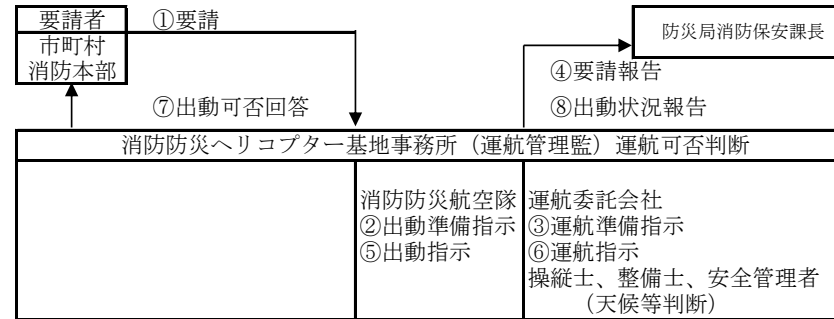 要請者
市町村
消防本部
①要請
防災局消防保安課長
④要請報告
⑦出動可否回答
⑧出動状況報告
消防防災ヘリコプター基地事務所（運航管理監）運航可否判断
消防防災航空隊
②出動準備指示
⑤出動指示
運航委託会社
③運航準備指示
⑥運航指示
操縦士、整備士、安全管理者
（天候等判断）